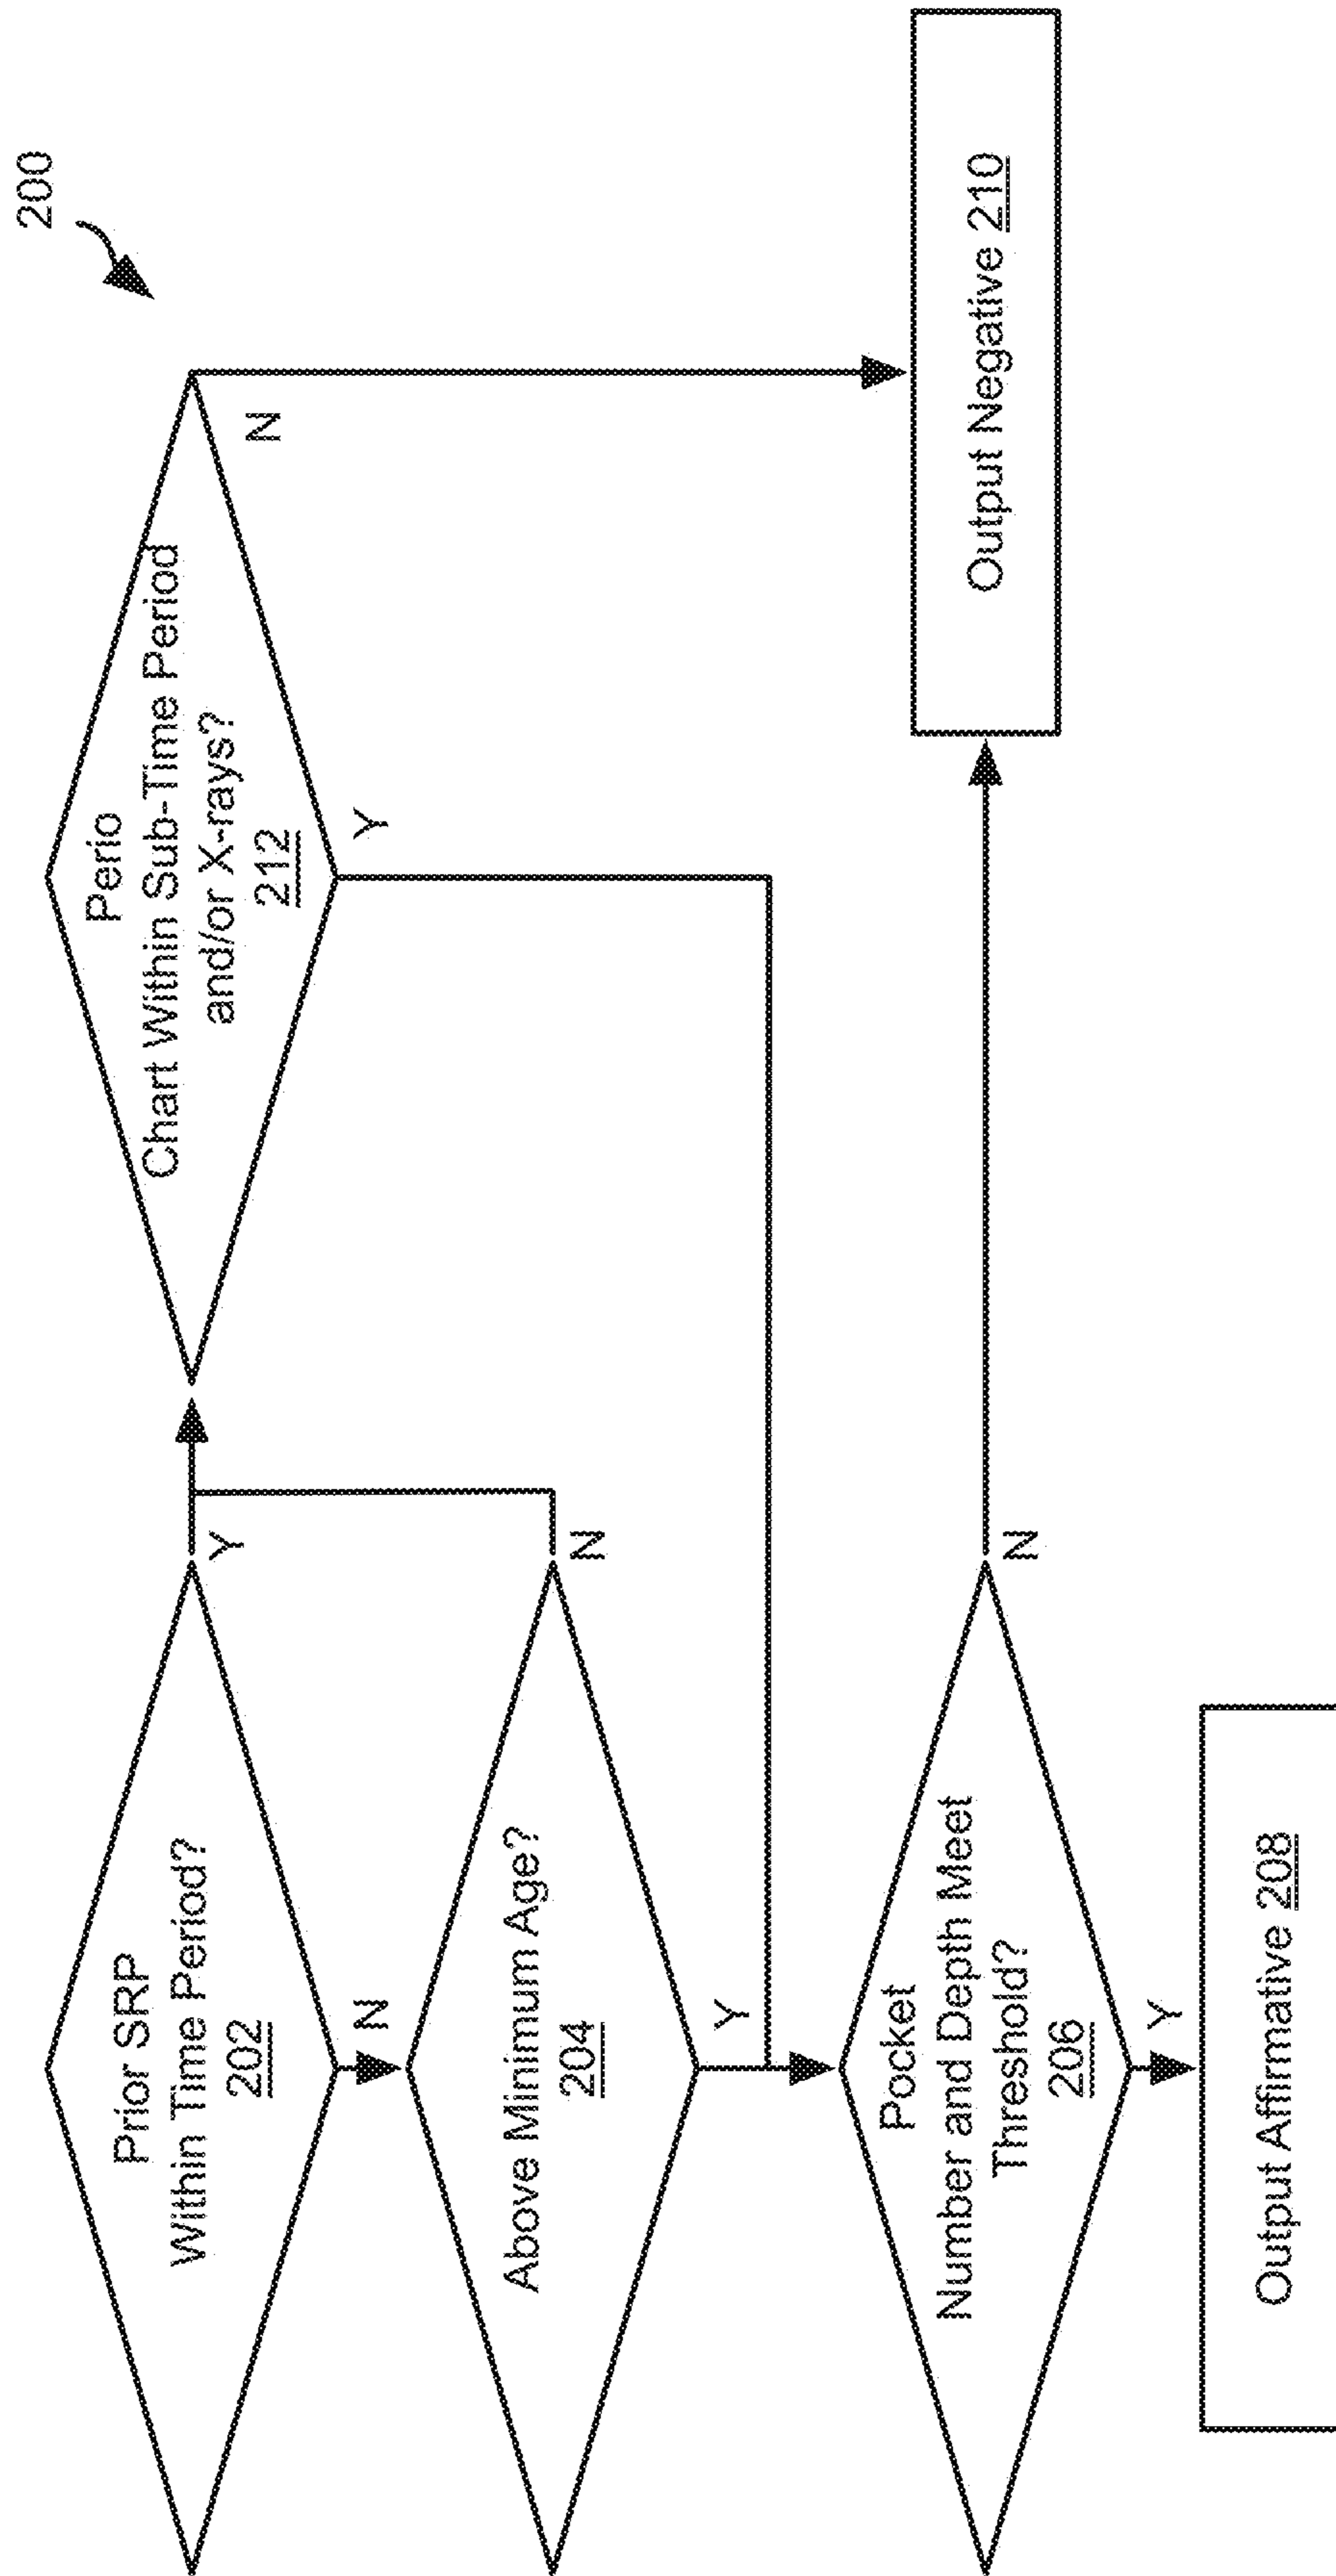 200
Prior SRP
Within Time Period?
202
Y
N
Perio
Chart Within Sub-Time Period
and/or X-rays?
212
N
Y
Above Minimum Age?
204
N
Y
Pocket
Number and Depth Meet
Threshold?
206
N
Y
Output Negative 210
Output Affirmative 208